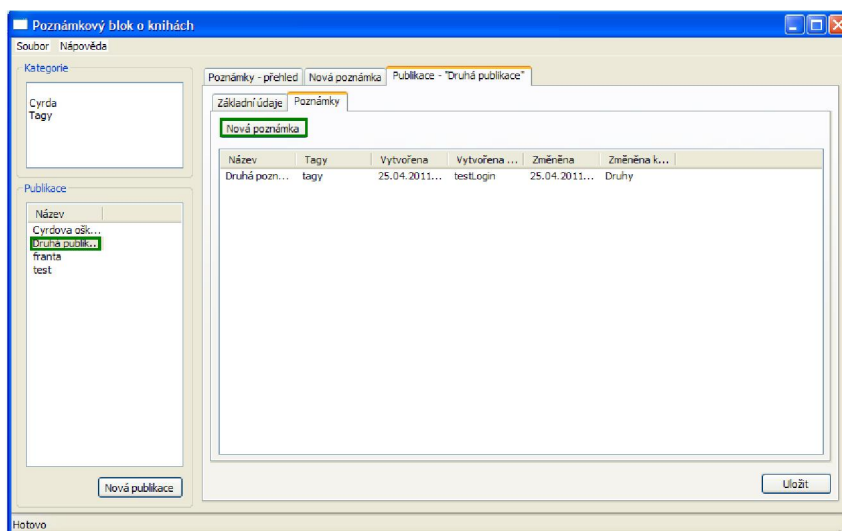 Poznámkový blok o knihách
Soubor Nápověda
Kategorie
Cyrda
Tagy
Publikace
Název
Cyrdova ošk...
Druhá publik..
franta
test
Nová publikace
Poznámky - přehled Nová poznámka Publikace - "Druhá publikace"
Základní údaje Poznámky
Nová poznámka
Název Tagy Vytvořena Vytvořena ... Změněna Změněna k...
Druhá pozn... tagy 25.04.2011... testLogin 25.04.2011... Druhy
Uložit
Hotovo